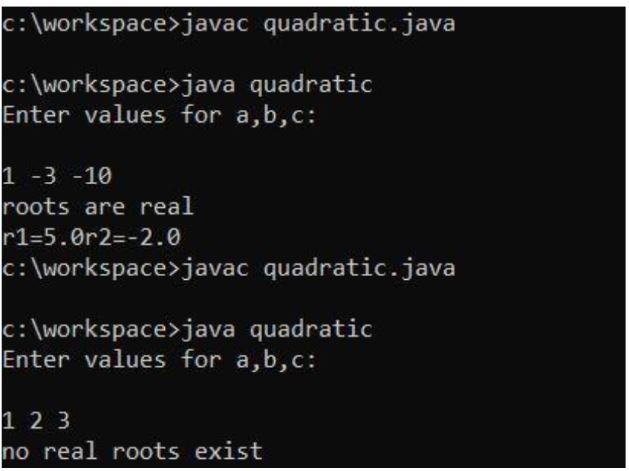 c:\workspace>javac quadratic.java
c:\workspace>java quadratic
Enter values for a,b,c:
1 -3 -10
roots are real
r1=5.0r2=-2.0
c:\workspace>javac quadratic.java
c:\workspace>java quadratic
Enter values for a,b,c:
1 2 3
no real roots exist